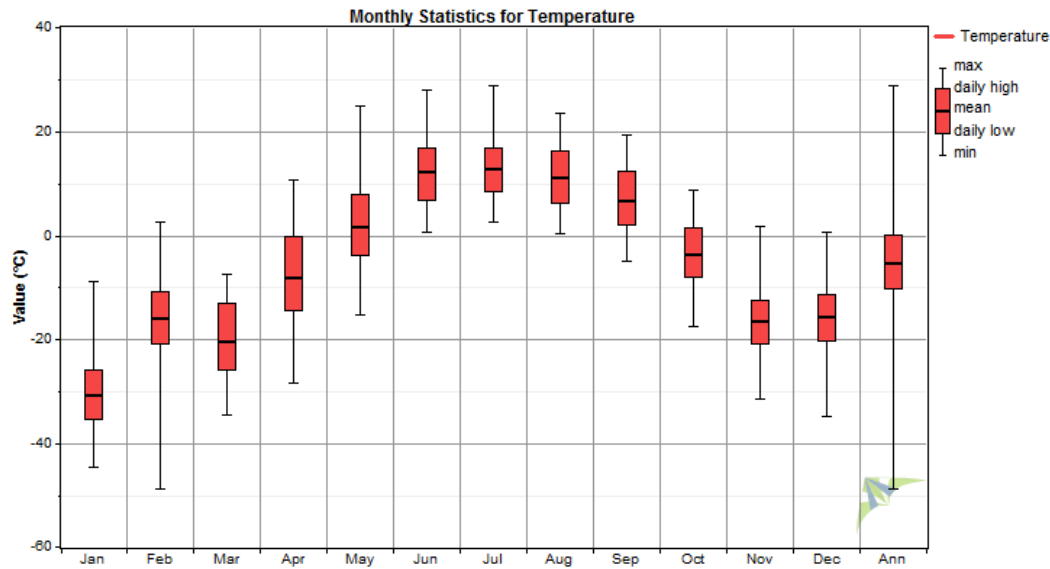 Monthly Statistics for Temperature
Temperature
max
daily high
mean
daily low
min
Value (°C)
40
20
0
-20
-40
-60
Jan Feb Mar Apr May Jun Jul Aug Sep Oct Nov Dec Ann